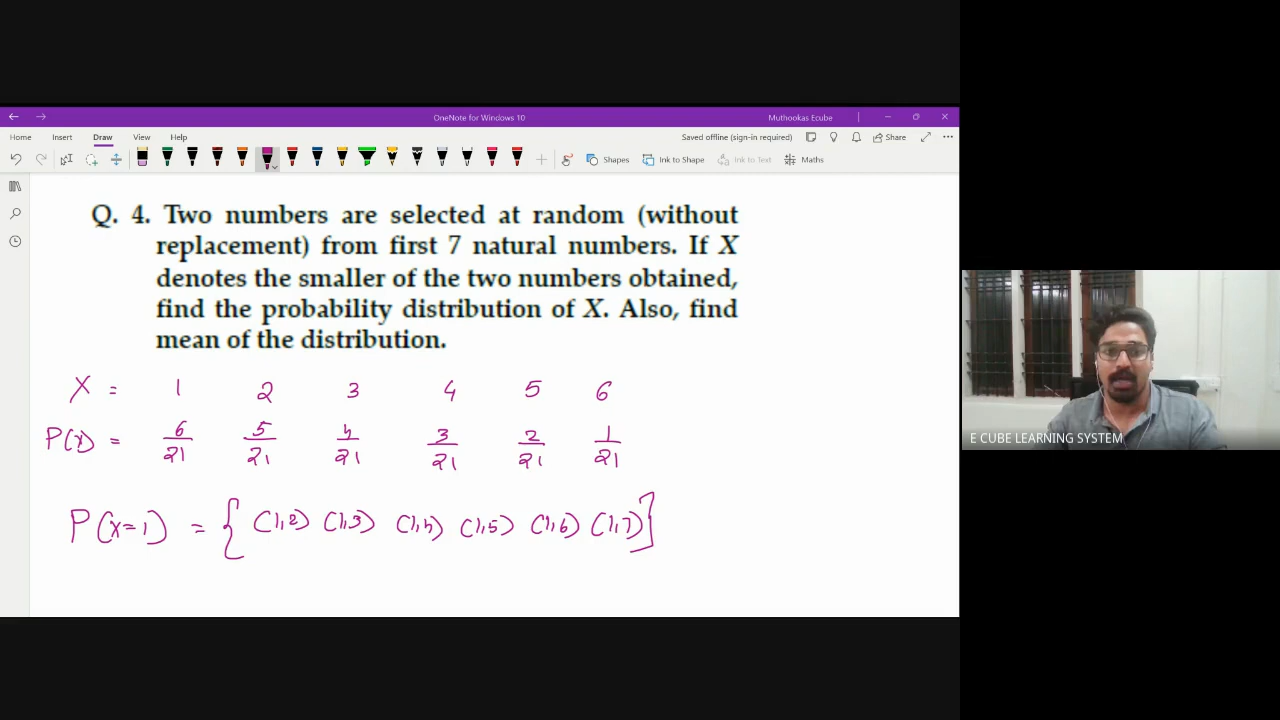 OneNote for Windows 10
Muthookas Ecube
Home Insert Draw View Help
Saved offline (sign-in required) Share
Shapes Ink to Shape Ink to Text Maths
Q. 4. Two numbers are selected at random (without
replacement) from first 7 natural numbers. If X
denotes the smaller of the two numbers obtained,
find the probability distribution of X. Also, find
mean of the distribution.
X = 1 2 3 4 5 6
P(x) = 6/21 5/21 4/21 3/21 2/21 1/21
P(x=1) = { (1,2) (1,3) (1,4) (1,5) (1,6) (1,7) }
E CUBE LEARNING SYSTEM